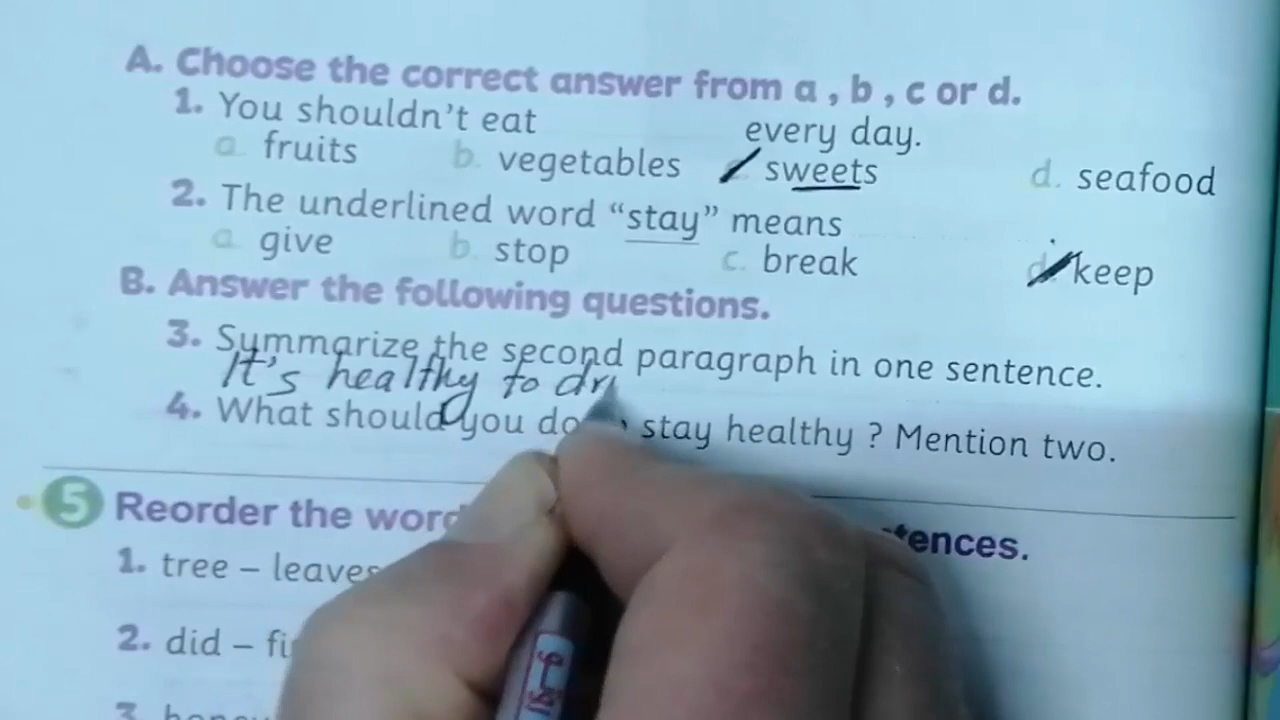 A. Choose the correct answer from a , b , c or d.
1. You shouldn't eat every day.
a. fruits b. vegetables sweets d. seafood
2. The underlined word "stay" means
a. give b. stop c. break d. keep
B. Answer the following questions.
3. Summarize the second paragraph in one sentence.
It's healthy to dr
4. What should you do stay healthy ? Mention two.
5 Reorder the
1. tree – leaves
2. did –
3.